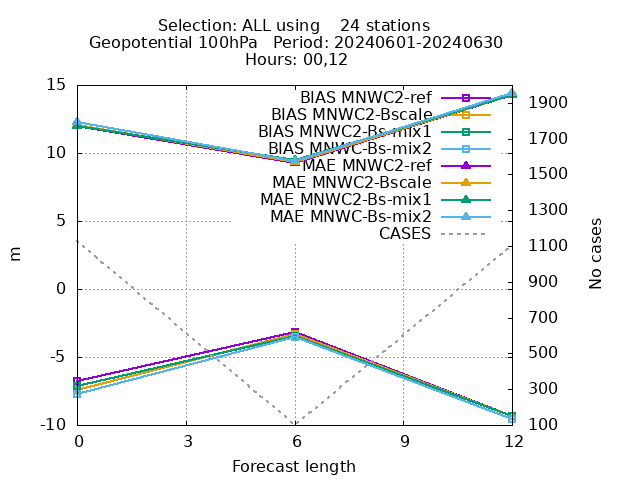 Selection: ALL using    24 stations
Geopotential 100hPa   Period: 20240601-20240630
Hours: 00,12
15
10
5
0
-5
-10
m
BIAS MNWC2-ref
BIAS MNWC2-Bscale
BIAS MNWC2-Bs-mix1
BIAS MNWC-Bs-mix2
MAE MNWC2-ref
MAE MNWC2-Bscale
MAE MNWC2-Bs-mix1
MAE MNWC-Bs-mix2
CASES
1900
1700
1500
1300
1100
900
700
500
300
100
No cases
0 3 6 9 12
Forecast length